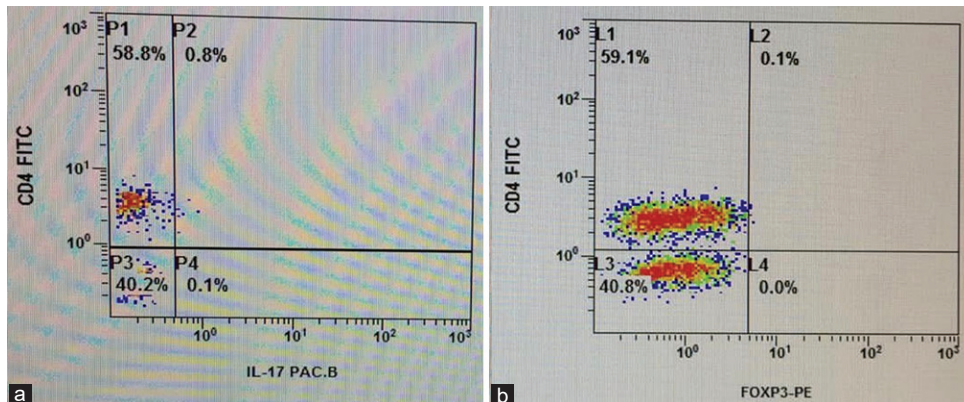 P1 P2
58.8% 0.8%
P3 P4
40.2% 0.1%
10³
10²
10¹
10⁰
10⁰ 10¹ 10² 10³
CD4 FITC
IL-17 PAC.B
a
L1 L2
59.1% 0.1%
L3 L4
40.8% 0.0%
10³
10²
10¹
10⁰
10⁰ 10¹ 10² 10³
CD4 FITC
FOXP3-PE
b